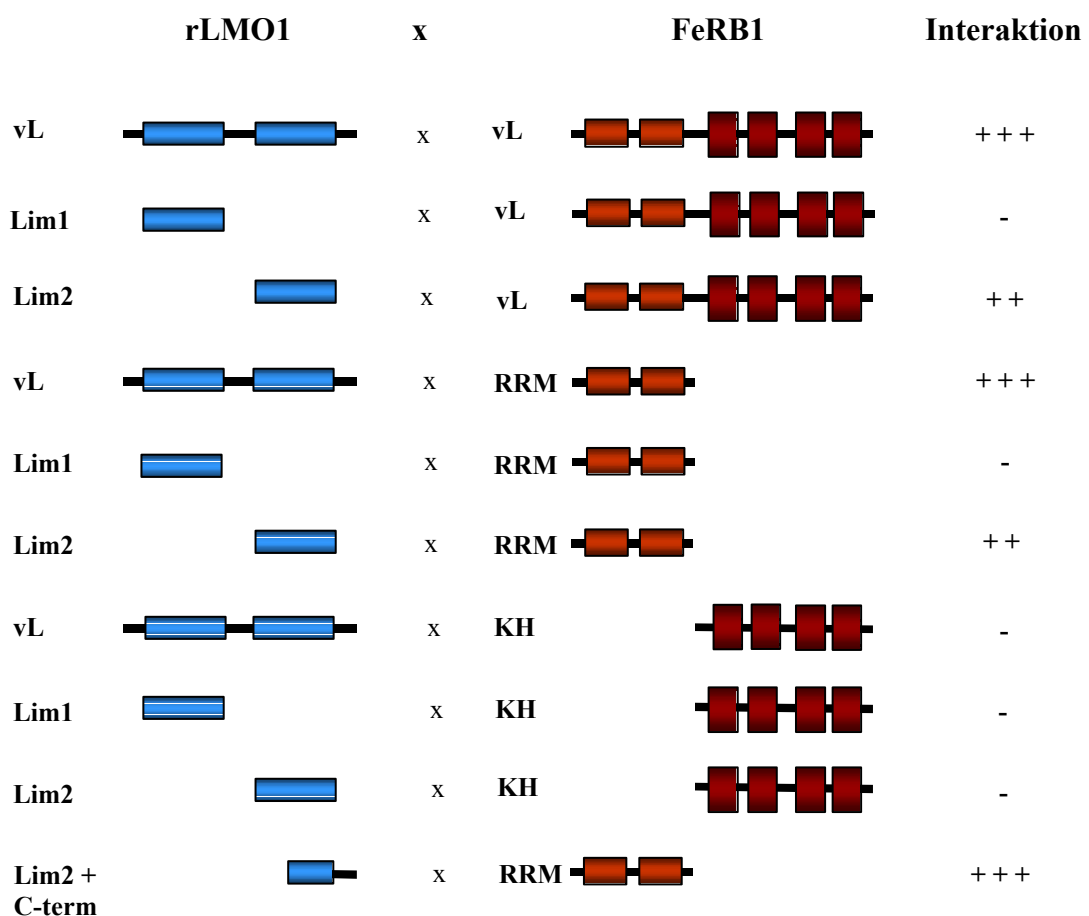 rLMO1 x FeRB1 Interaktion
vL x vL + + +
Lim1 x vL -
Lim2 x vL + +
vL x RRM + + +
Lim1 x RRM -
Lim2 x RRM + +
vL x KH -
Lim1 x KH -
Lim2 x KH -
Lim2 + x RRM + + +
C-term